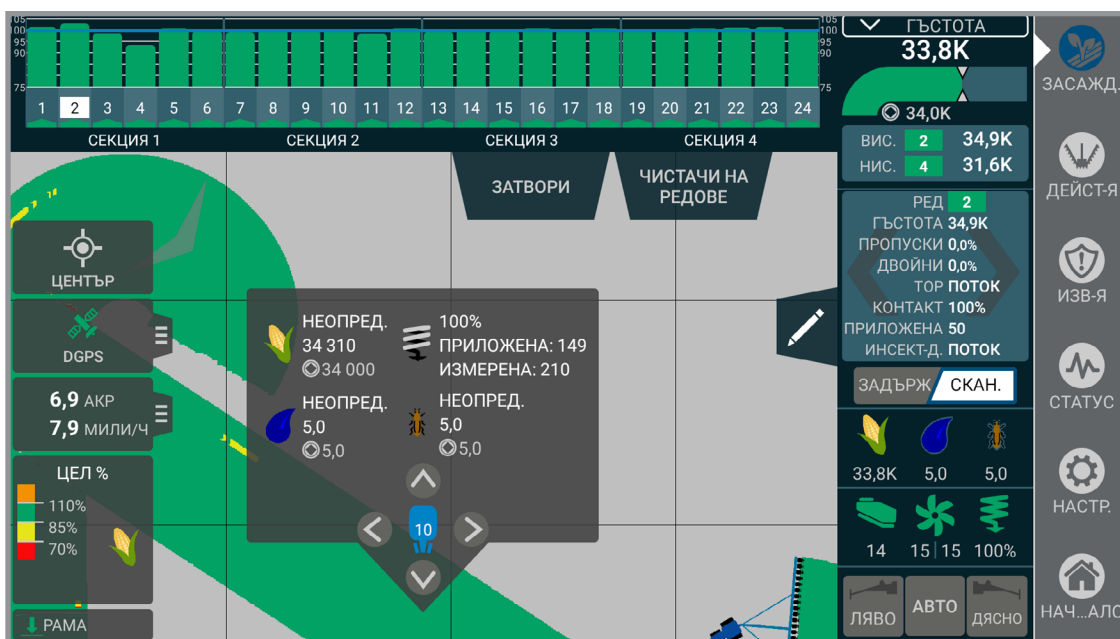 105
100
95
90
75
105
100
95
90
75
1 2 3 4 5 6 7 8 9 10 11 12 13 14 15 16 17 18 19 20 21 22 23 24
СЕКЦИЯ 1 СЕКЦИЯ 2 СЕКЦИЯ 3 СЕКЦИЯ 4
ЗАТВОРИ
ЧИСТАЧИ НА
РЕДОВЕ
ЦЕНТЪР
DGPS
6,9 АКР
7,9 МИЛИ/Ч
ЦЕЛ %
110%
85%
70%
РАМА
НЕОПРЕД.
34 310
34 000
100%
ПРИЛОЖЕНА: 149
ИЗМЕРЕНА: 210
НЕОПРЕД.
5,0
5,0
НЕОПРЕД.
5,0
5,0
10
ГЪСТОТА
33,8K
34,0K
ВИС. 2 34,9K
НИС. 4 31,6K
РЕД 2
ГЪСТОТА 34,9K
ПРОПУСКИ 0,0%
ДВОЙНИ 0,0%
ТОР ПОТОК
КОНТАКТ 100%
ПРИЛОЖЕНА 50
ИНСЕКТ-Д. ПОТОК
ЗАДЪРЖ СКАН.
33,8K 5,0 5,0
14 15 | 15 100%
ЛЯВО АВТО ДЯСНО
ЗАСАЖД.
ДЕЙСТ-Я
ИЗВ-Я
СТАТУС
НАСТР.
НАЧ...АЛО